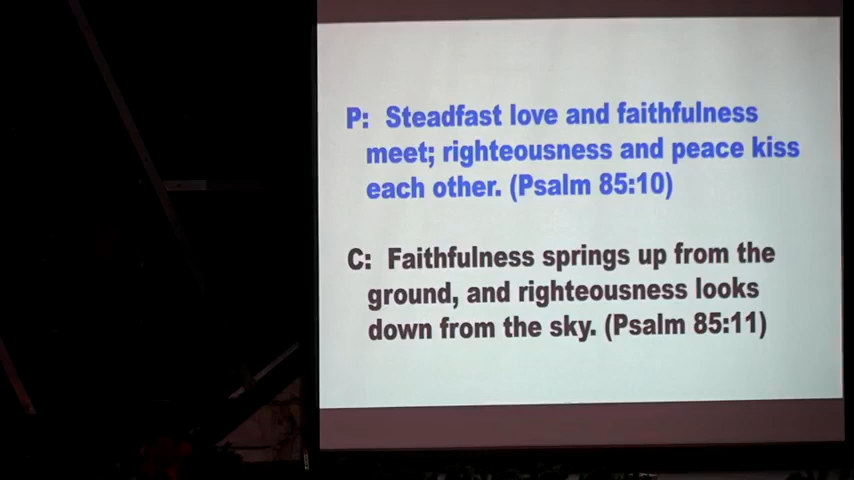 P: Steadfast love and faithfulness
meet; righteousness and peace kiss
each other. (Psalm 85:10)
C: Faithfulness springs up from the
ground, and righteousness looks
down from the sky. (Psalm 85:11)